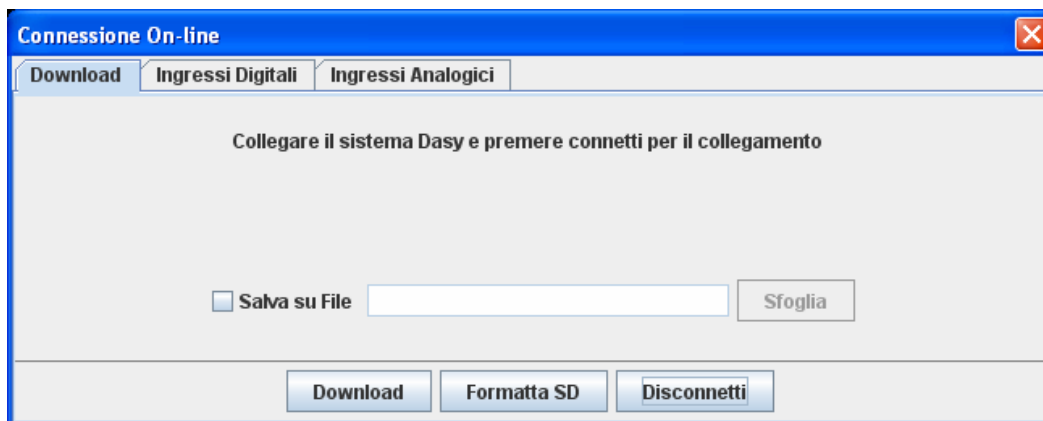 Connessione On-line
Download Ingressi Digitali Ingressi Analogici
Collegare il sistema Dasy e premere connetti per il collegamento
Salva su File Sfoglia
Download Formatta SD Disconnetti